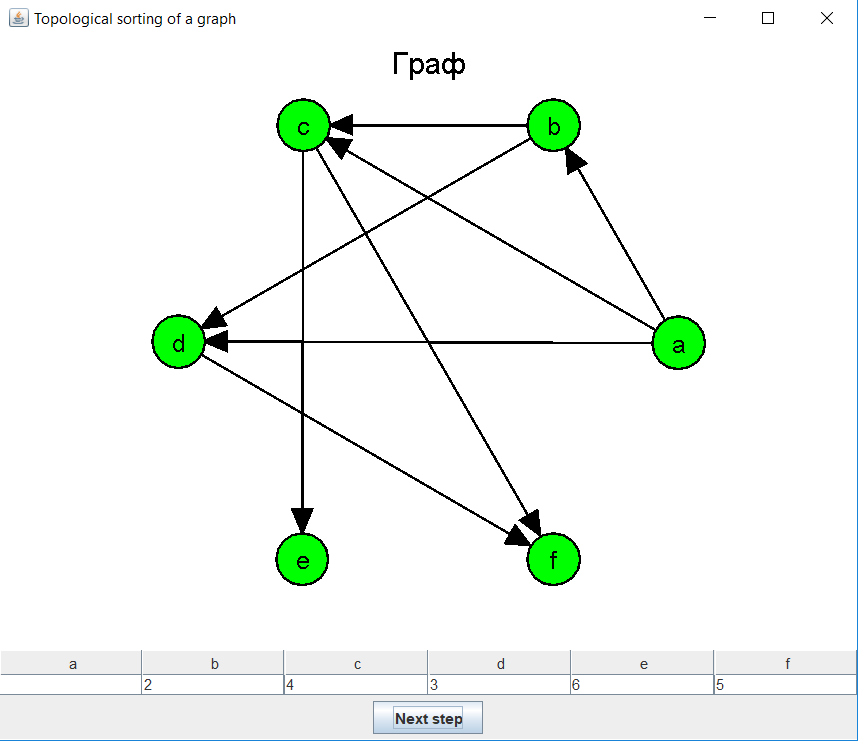 Topological sorting of a graph
Граф
c b
d a
e f
a b c d e f
2 4 3 6 5
Next step